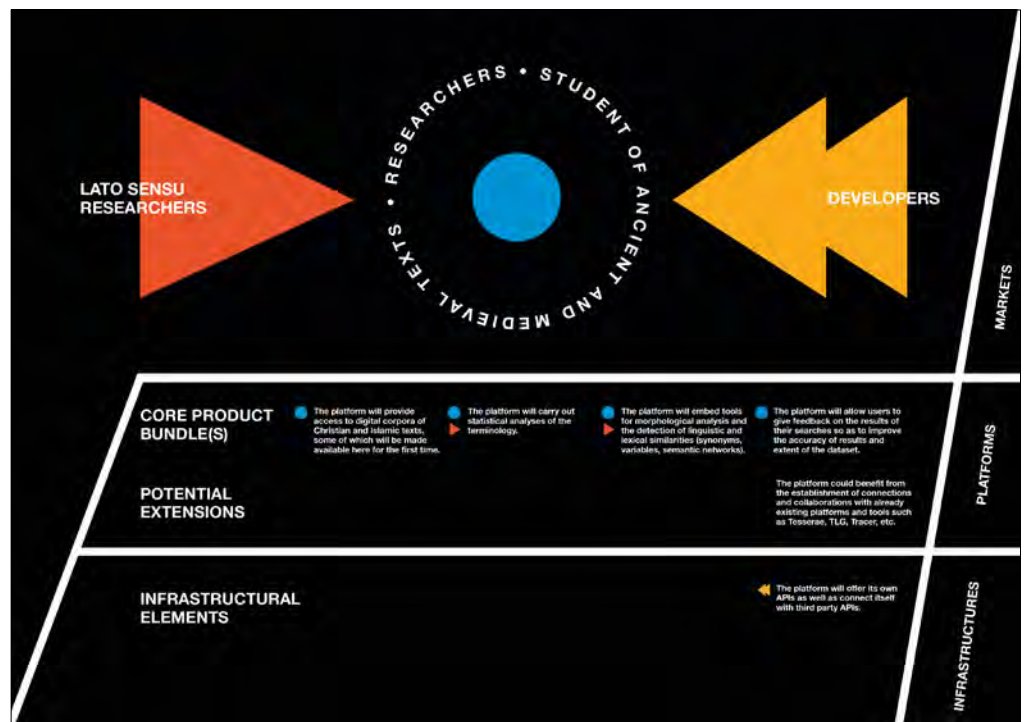 RESEARCHERS • STUDENT OF ANCIENT AND MEDIEVAL TEXTS •
LATO SENSU
RESEARCHERS
DEVELOPERS
MARKETS
CORE PRODUCT
BUNDLE(S)
The platform will provide
access to digital corpora of
Christian and Islamic texts,
some of which will be made
available here for the first time.
The platform will carry out
statistical analyses of the
terminology.
The platform will embed tools
for morphological analysis and
the detection of linguistic and
lexical similarities (synonyms,
variables, semantic networks).
The platform will allow users to
give feedback on the results of
their searches so as to improve
the accuracy of results and
extent of the dataset.
POTENTIAL
EXTENSIONS
The platform could benefit from
the establishment of connections
and collaborations with already
existing platforms and tools such
as Tesserae, TLG, Tracer, etc.
PLATFORMS
INFRASTRUCTURAL
ELEMENTS
The platform will offer its own
APIs as well as connect itself
with third party APIs.
INFRASTRUCTURES